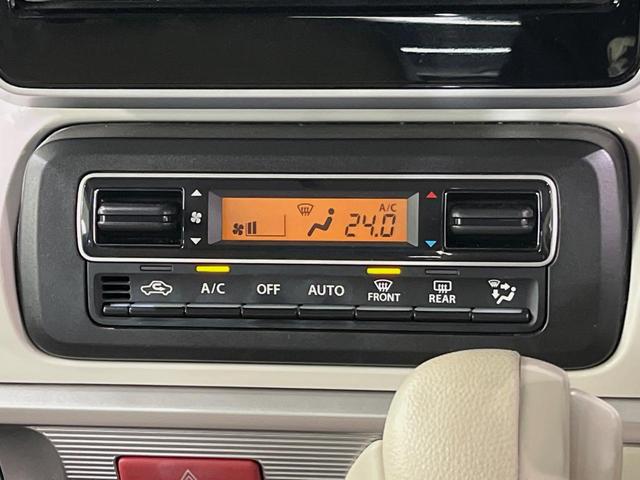 A/C
24.0
A/C OFF AUTO FRONT REAR